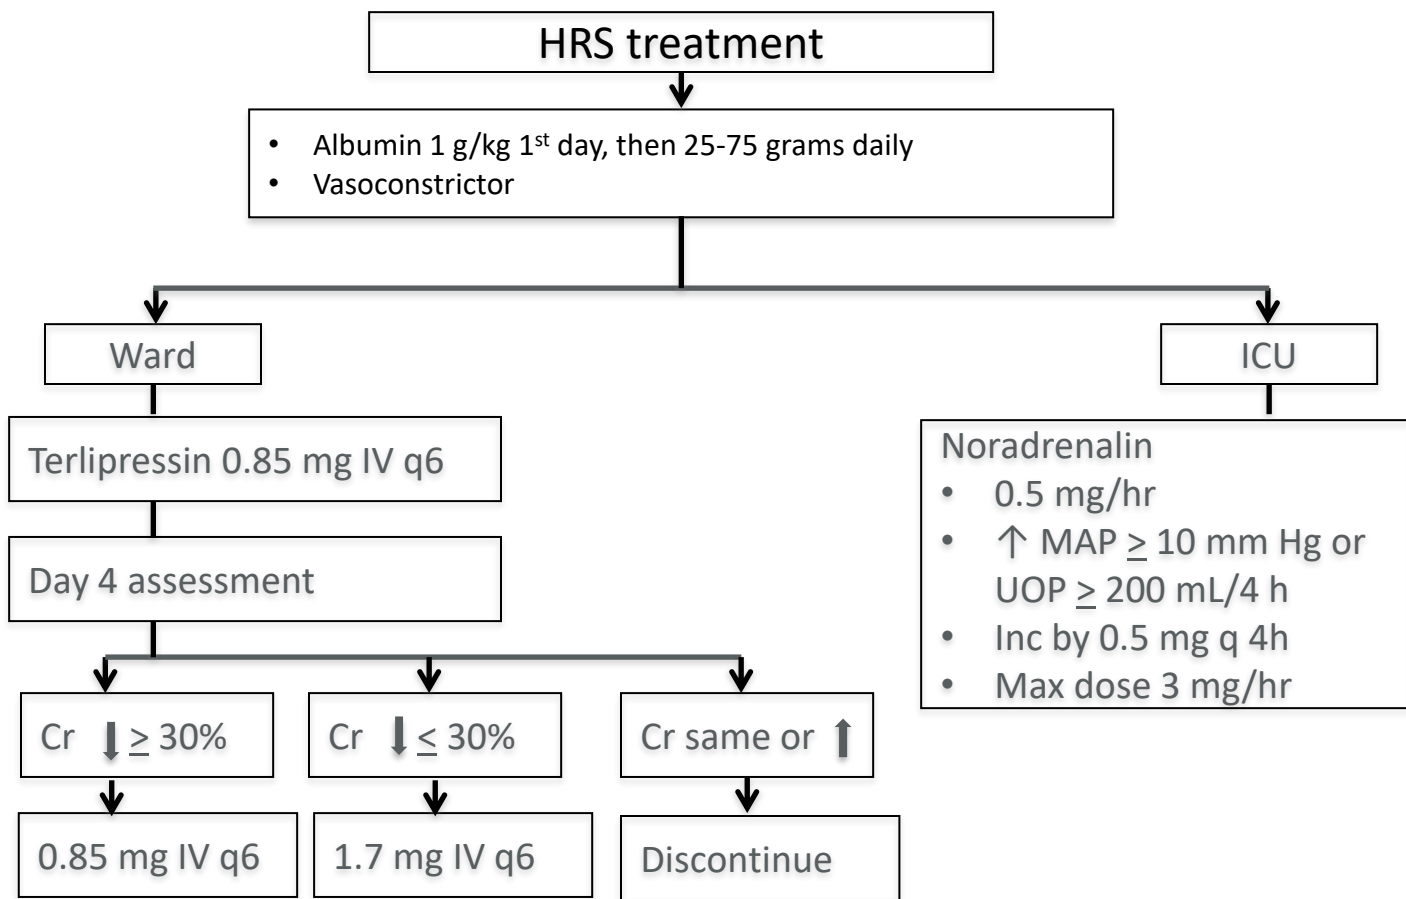 HRS treatment
• Albumin 1 g/kg 1st day, then 25-75 grams daily
• Vasoconstrictor
Ward
ICU
Terlipressin 0.85 mg IV q6
Day 4 assessment
Cr ⬇ ≥ 30%
Cr ⬇ ≤ 30%
Cr same or ⬆
0.85 mg IV q6
1.7 mg IV q6
Discontinue
Noradrenalin
• 0.5 mg/hr
• ↑ MAP ≥ 10 mm Hg or
UOP ≥ 200 mL/4 h
• Inc by 0.5 mg q 4h
• Max dose 3 mg/hr